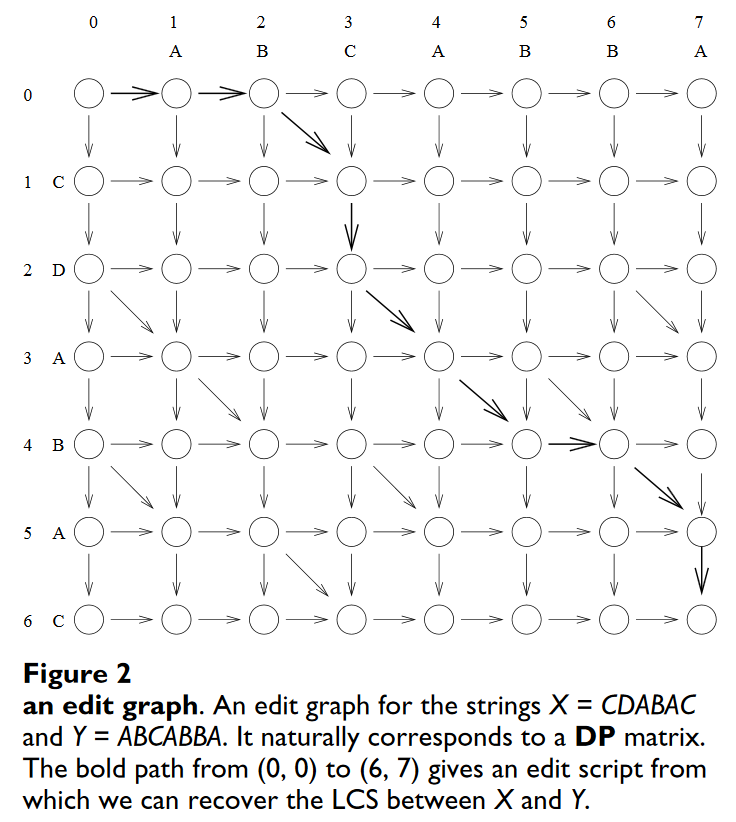 0 1 2 3 4 5 6 7
A B C A B B A
0
1 C
2 D
3 A
4 B
5 A
6 C
Figure 2
an edit graph. An edit graph for the strings X = CDABAC
and Y = ABCABBA. It naturally corresponds to a DP matrix.
The bold path from (0, 0) to (6, 7) gives an edit script from
which we can recover the LCS between X and Y.